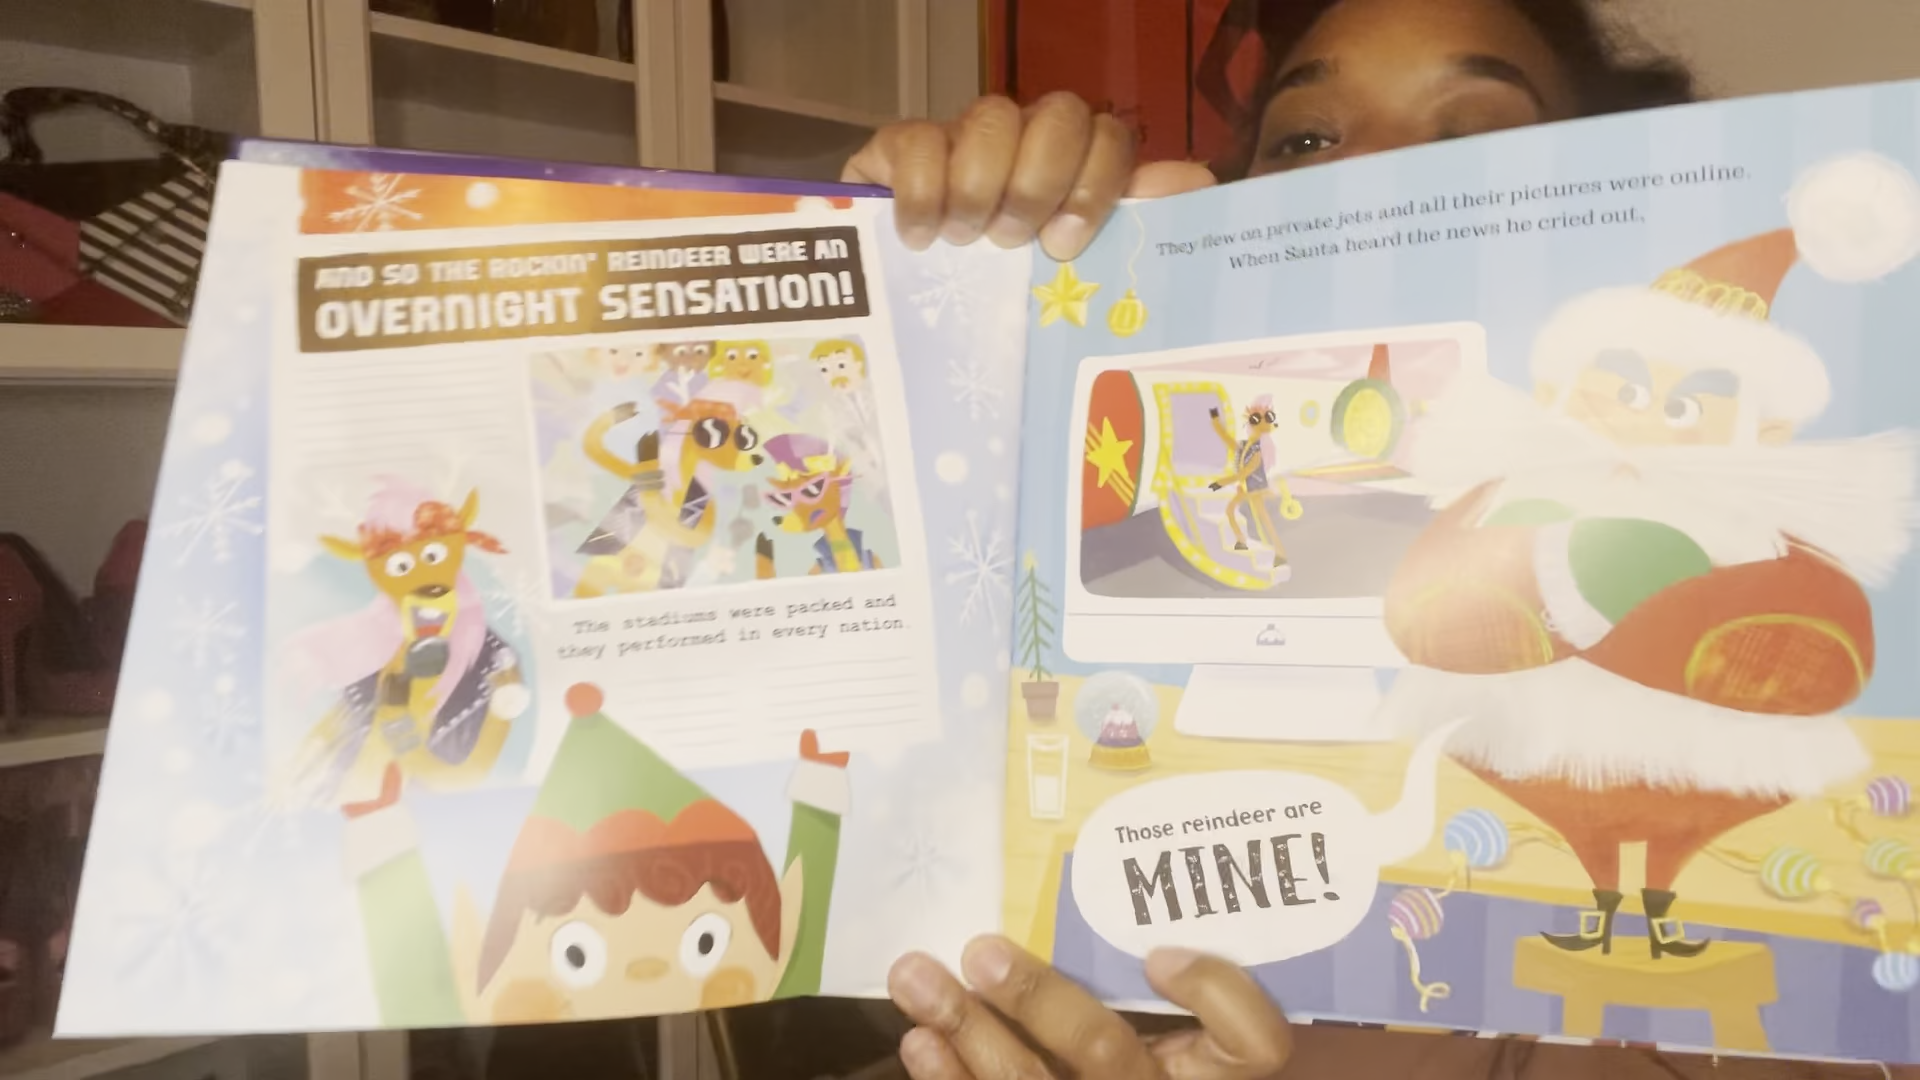 AND SO THE ROCKIN' REINDEER WERE AN
OVERNIGHT SENSATION!
The stadiums were packed and
they performed in every nation.
They flew on private jets and all their pictures were online.
When Santa heard the news he cried out,
Those reindeer are
MINE!